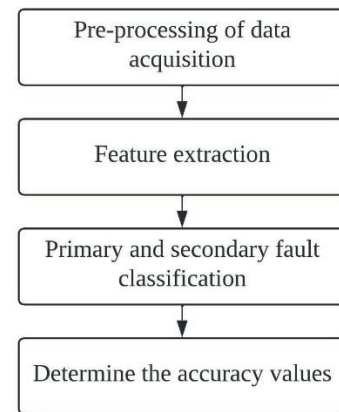 Pre-processing of data
acquisition
Feature extraction
Primary and secondary fault
classification
Determine the accuracy values